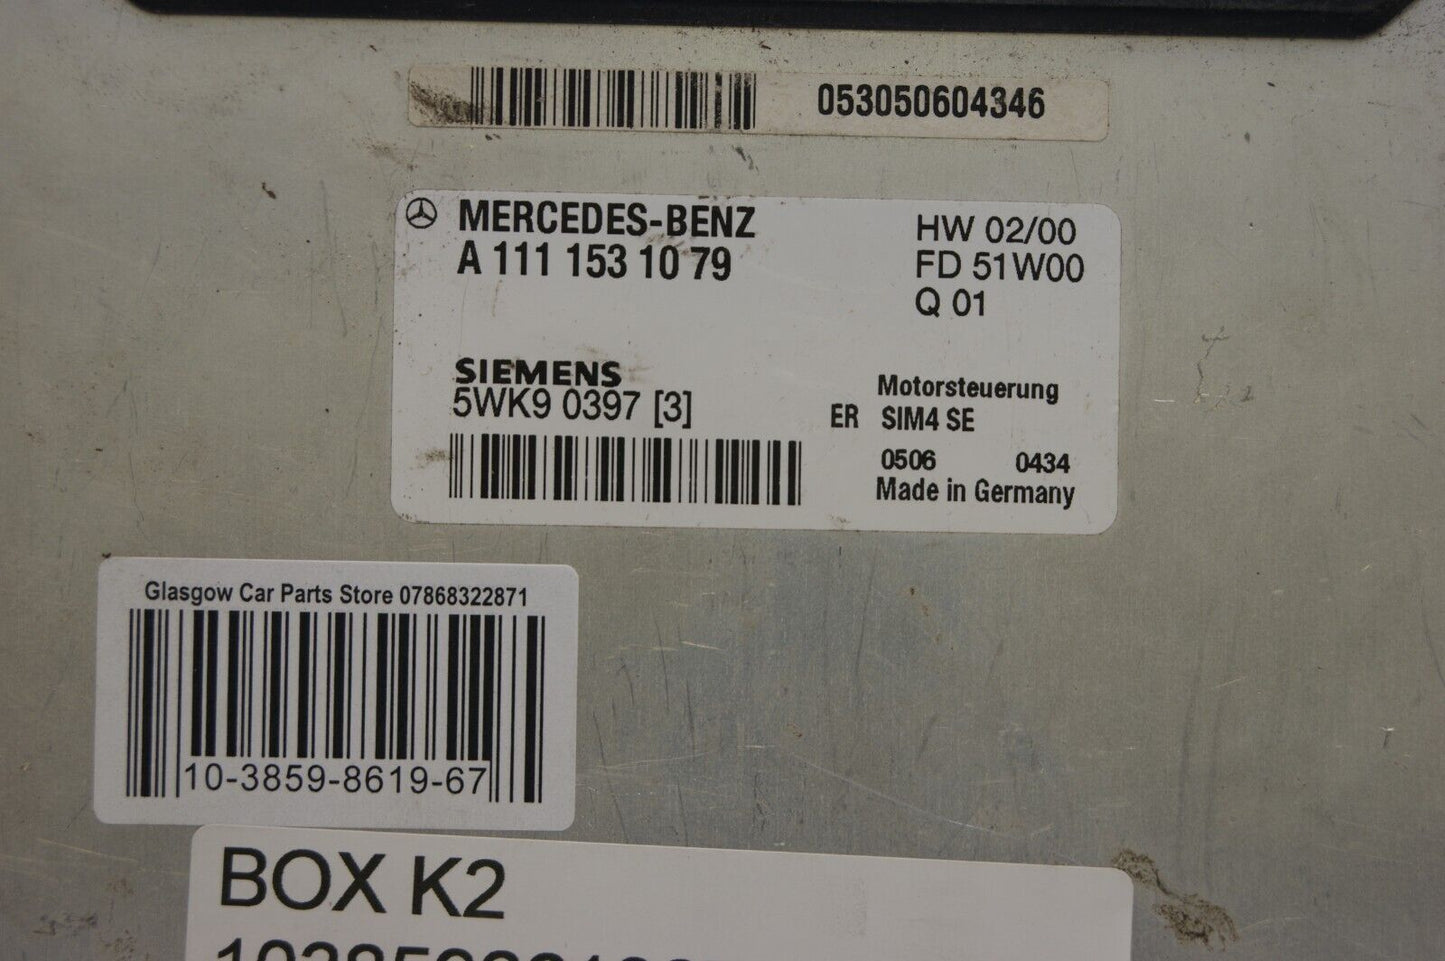 053050604346
MERCEDES-BENZ
A 111 153 10 79
HW 02/00
FD 51W00
Q 01
SIEMENS
5WK9 0397 [3]
Motorsteuerung
ER SIM4 SE
0506 0434
Made in Germany
Glasgow Car Parts Store 07868322871
10-3859-8619-67
BOX K2